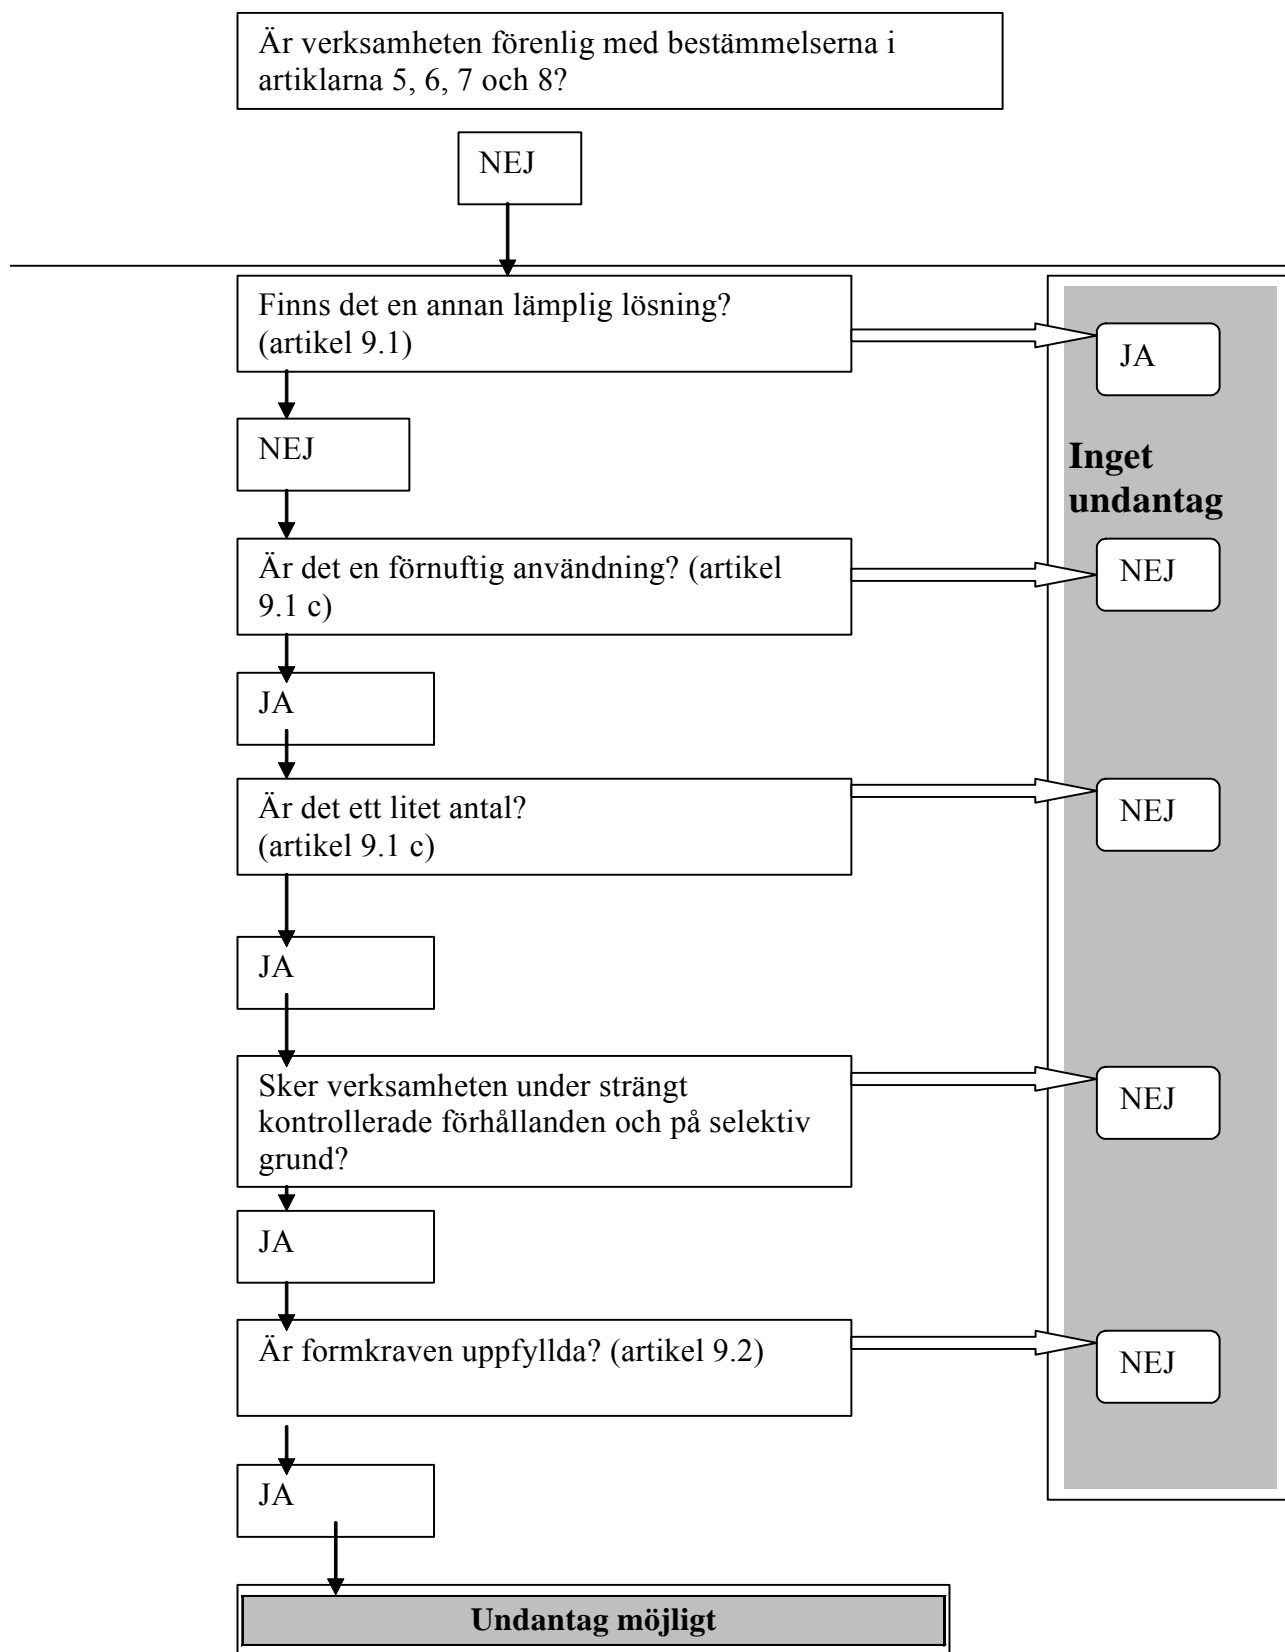 Är verksamheten förenlig med bestämmelserna i
artiklarna 5, 6, 7 och 8?
NEJ
Finns det en annan lämplig lösning?
(artikel 9.1)
JA
NEJ
Inget
undantag
Är det en förnuftig användning? (artikel
9.1 c)
NEJ
JA
Är det ett litet antal?
(artikel 9.1 c)
NEJ
JA
Sker verksamheten under strängt
kontrollerade förhållanden och på selektiv
grund?
NEJ
JA
Är formkraven uppfyllda? (artikel 9.2)
NEJ
JA
Undantag möjligt